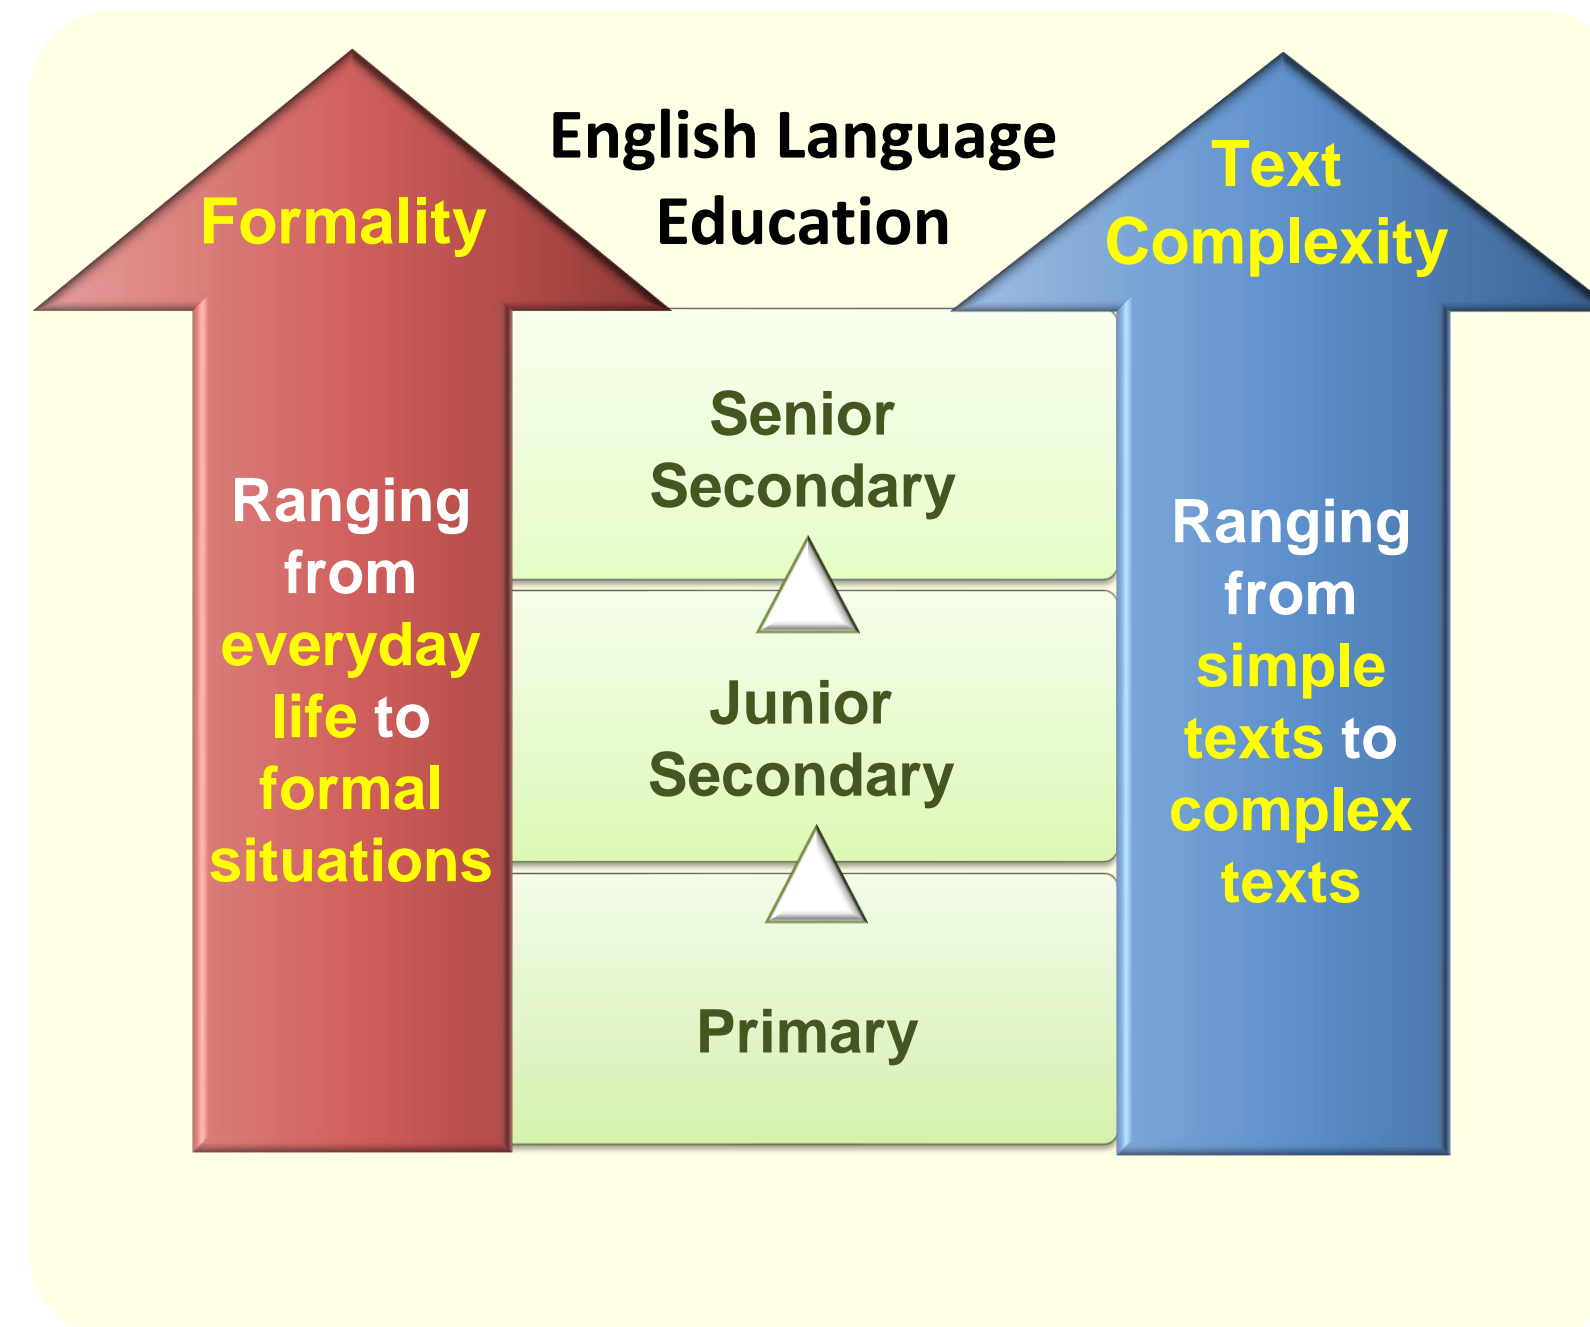 English Language
Education
Formality
Ranging
from
everyday
life to
formal
situations
Senior
Secondary
Junior
Secondary
Primary
Text
Complexity
Ranging
from
simple
texts to
complex
texts